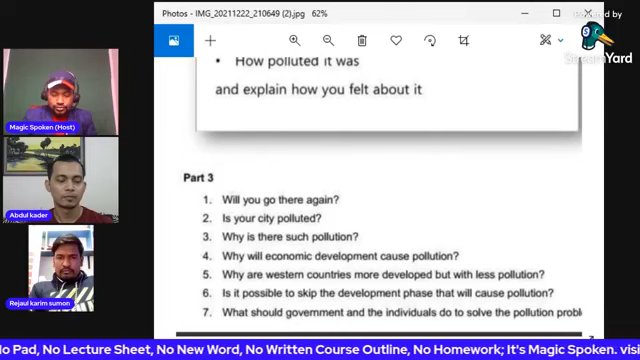 Photos - IMG_20211222_210649 (2).jpg 62%
Powered by
StreamYard
• How polluted it was
and explain how you felt about it
Magic Spoken (Host)
Abdul kader
Rejaul karim sumon
Part 3
1. Will you go there again?
2. Is your city polluted?
3. Why is there such pollution?
4. Why will economic development cause pollution?
5. Why are western countries more developed but with less pollution?
6. Is it possible to skip the development phase that will cause pollution?
7. What should government and the individuals do to solve the pollution
No Pad, No Lecture Sheet, No New Word, No Written Course Outline, No Homework; It's Magic Spoken.